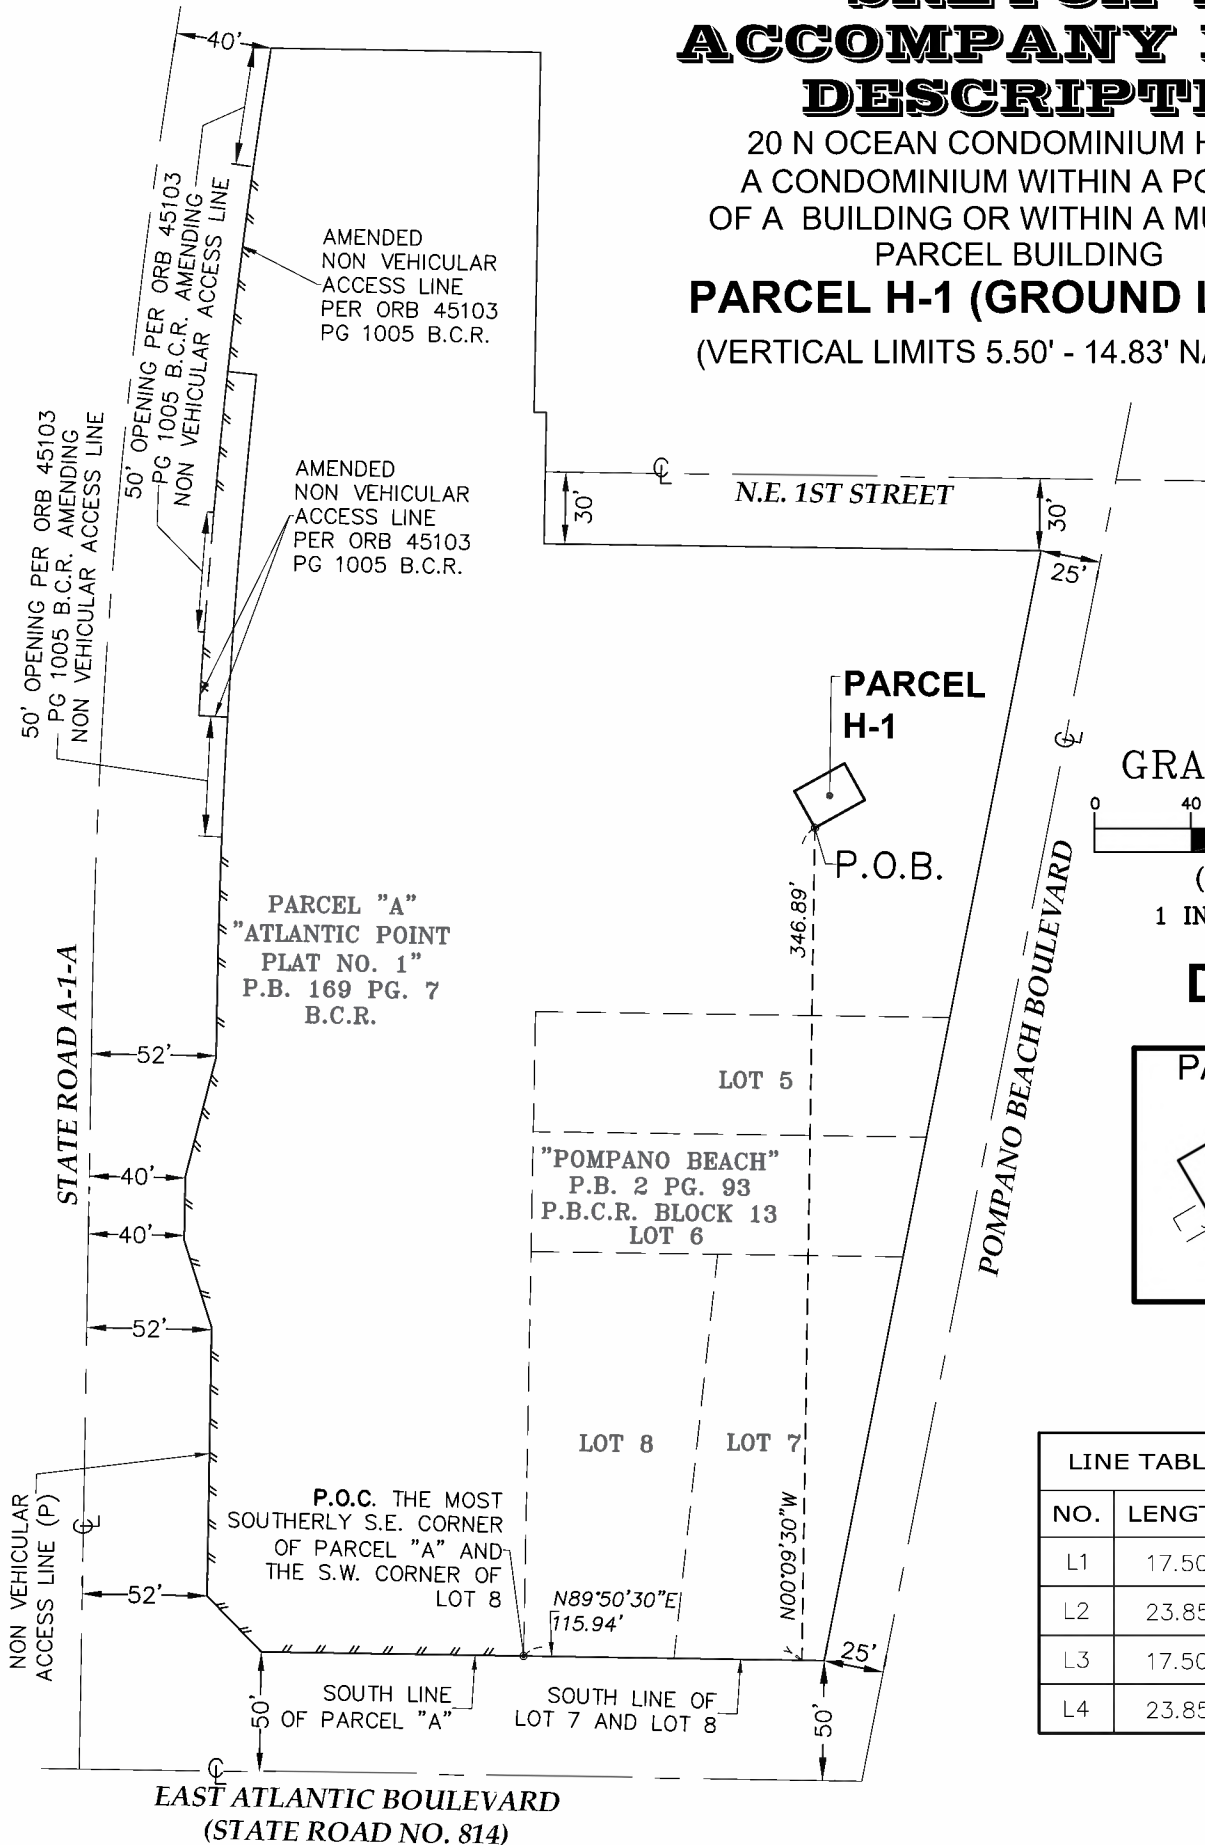 ACCOMPANY
20 N OCEAN CONDOMINIUM
A CONDOMINIUM WITHIN A
OF A BUILDING OR WITHIN A
PARCEL BUILDING
PARCEL H-1 (GROUND
(VERTICAL LIMITS 5.50' - 14.83'
40'
50' OPENING PER ORB 45103
PG 1005 B.C.R. AMENDING
NON VEHICULAR ACCESS LINE
AMENDED
NON VEHICULAR
ACCESS LINE
PER ORB 45103
PG 1005 B.C.R.
50' OPENING PER ORB 45103
PG 1005 B.C.R. AMENDING
NON VEHICULAR ACCESS LINE
AMENDED
NON VEHICULAR
ACCESS LINE
PER ORB 45103
PG 1005 B.C.R.
N.E. 1ST STREET
30'
30'
25'
PARCEL
H-1
P.O.B.
346.89'
0 40
1
PARCEL "A"
"ATLANTIC POINT
PLAT NO. 1"
P.B. 169 PG. 7
B.C.R.
STATE ROAD A-1-A
POMPANO BEACH BOULEVARD
52'
40'
40'
52'
52'
LOT 5
"POMPANO BEACH"
P.B. 2 PG. 93
P.B.C.R. BLOCK 13
LOT 6
LOT 8
LOT 7
NON VEHICULAR
ACCESS LINE (P)
P.O.C. THE MOST
SOUTHERLY S.E. CORNER
OF PARCEL "A" AND
THE S.W. CORNER OF
LOT 8
N89°50'30"E
115.94'
N00°09'30"W
25'
50'
SOUTH LINE
OF PARCEL "A"
SOUTH LINE OF
LOT 7 AND LOT 8
50'
LINE
NO.
L1 17.50
L2 23.85
L3 17.50
L4 23.85
EAST ATLANTIC BOULEVARD
(STATE ROAD NO. 814)